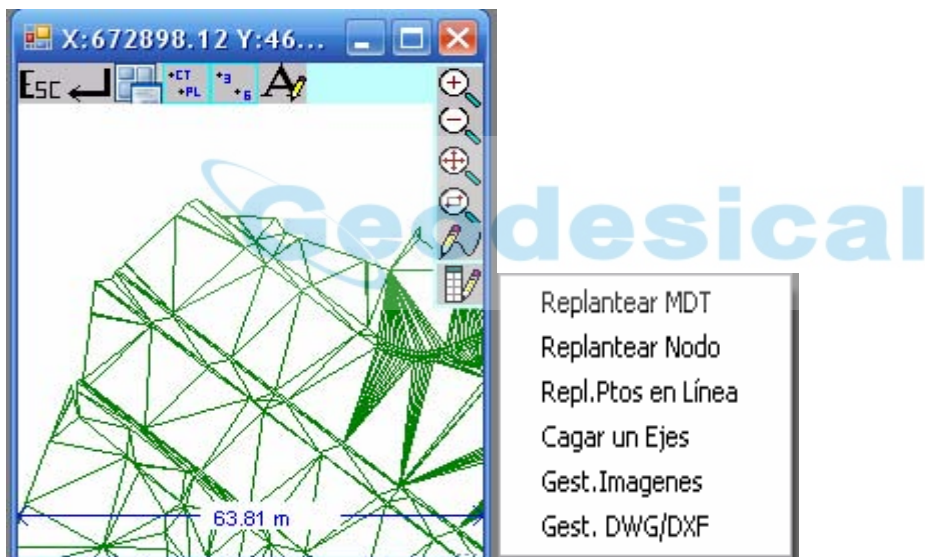 X:672898.12 Y:46...
Esc
+CT
+PL
+3
+6
A
Geodesical
63.81 m
Replantear MDT
Replantear Nodo
Repl.Ptos en Línea
Cagar un Ejes
Gest.Imagenes
Gest. DWG/DXF